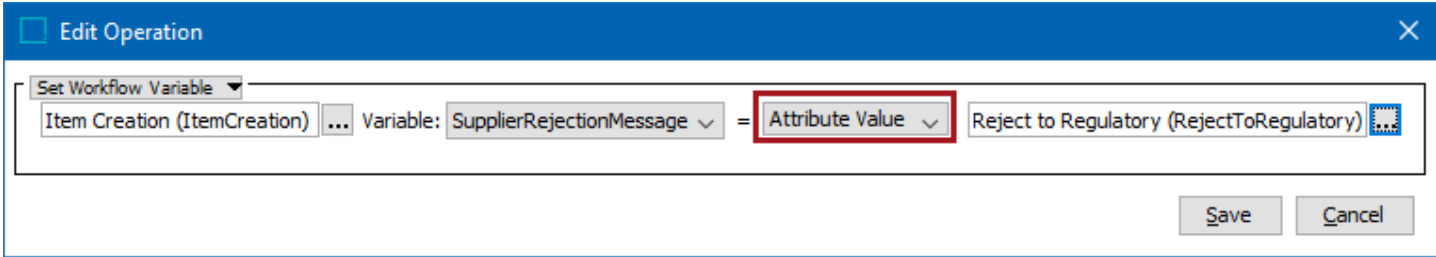 Edit Operation
Set Workflow Variable
Item Creation (ItemCreation) ... Variable: SupplierRejectionMessage = Attribute Value Reject to Regulatory (RejectToRegulatory) ...
Save Cancel